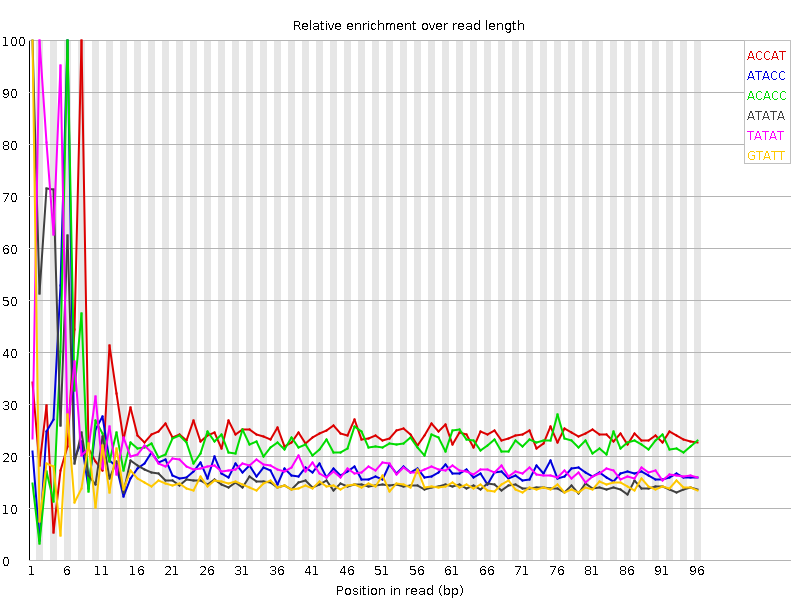 Relative enrichment over read length
100
90
80
70
60
50
40
30
20
10
0
ACCAT
ATACC
ACACC
ATATA
TATAT
GTATT
1 6 11 16 21 26 31 36 41 46 51 56 61 66 71 76 81 86 91 96
Position in read (bp)